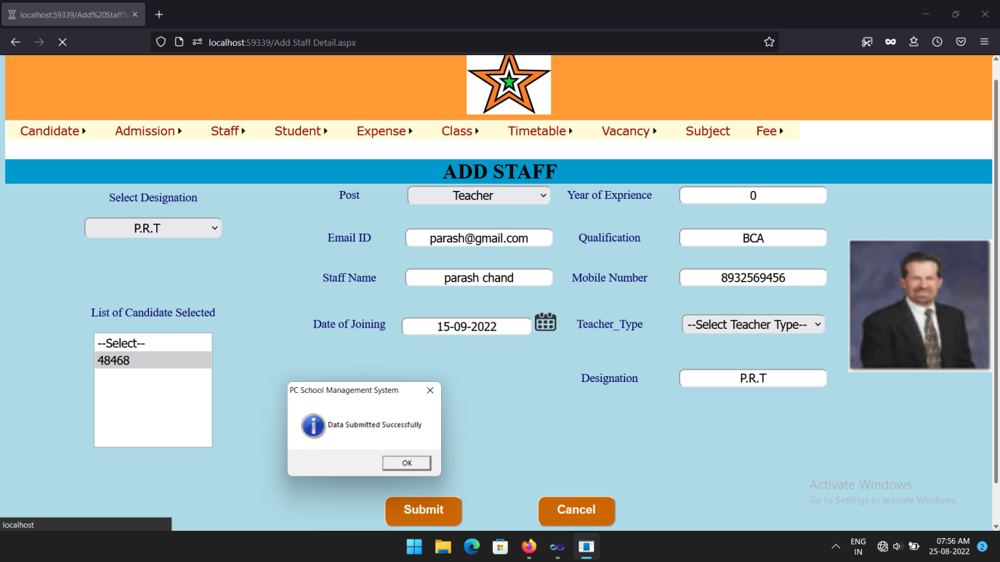 localhost:59339/Add%20Staff%
localhost:59339/Add Staff Detail.aspx
Candidate Admission Staff Student Expense Class Timetable Vacancy Subject Fee
ADD STAFF
Select Designation
P.R.T
List of Candidate Selected
--Select--
48468
Post Teacher Year of Exprience 0
Email ID parash@gmail.com Qualification BCA
Staff Name parash chand Mobile Number 8932569456
Date of Joining 15-09-2022 Teacher_Type --Select Teacher Type--
Designation P.R.T
PC School Management System
Data Submitted Successfully
OK
Submit Cancel
Activate Windows
Go to Settings to activate Windows.
localhost
ENG
IN
07:56 AM
25-08-2022
2